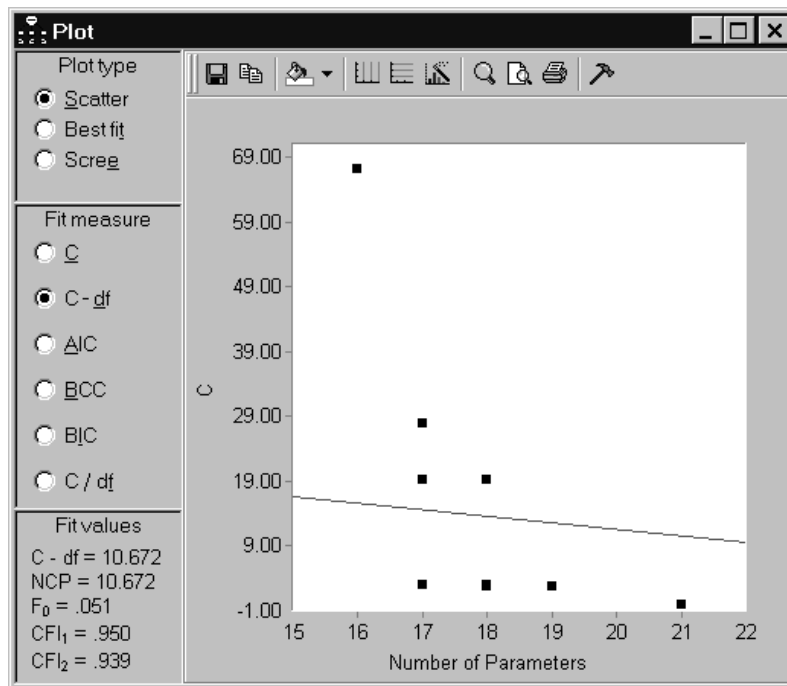 Plot
Plot type
Scatter
Best fit
Scree
Fit measure
C
C - df
AIC
BCC
BIC
C / df
Fit values
C - df = 10.672
NCP = 10.672
F0 = .051
CFI1 = .950
CFI2 = .939
69.00
59.00
49.00
39.00
29.00
19.00
9.00
-1.00
C
15 16 17 18 19 20 21 22
Number of Parameters